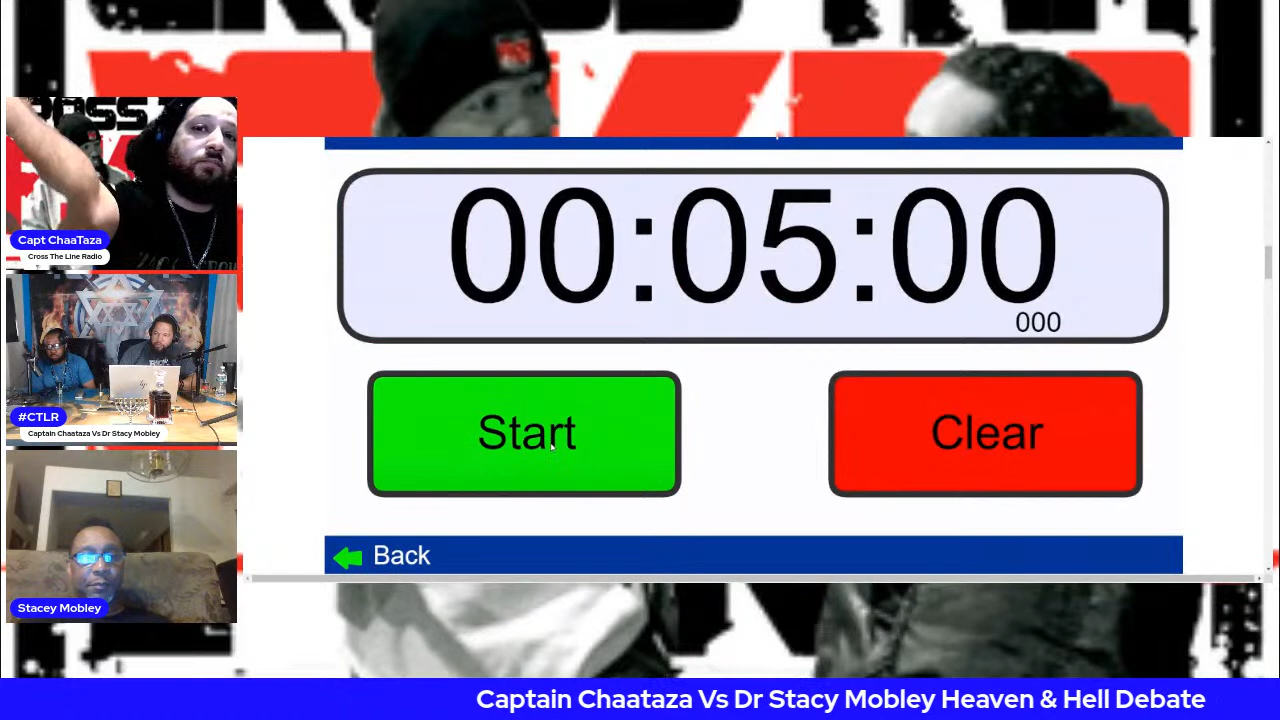 00:05:00
000
Start
Clear
Back
Capt ChaaTaza
Cross The Line Radio
#CTLR
Captain Chaataza Vs Dr Stacy Mobley
Stacey Mobley
Captain Chaataza Vs Dr Stacy Mobley Heaven & Hell Debate